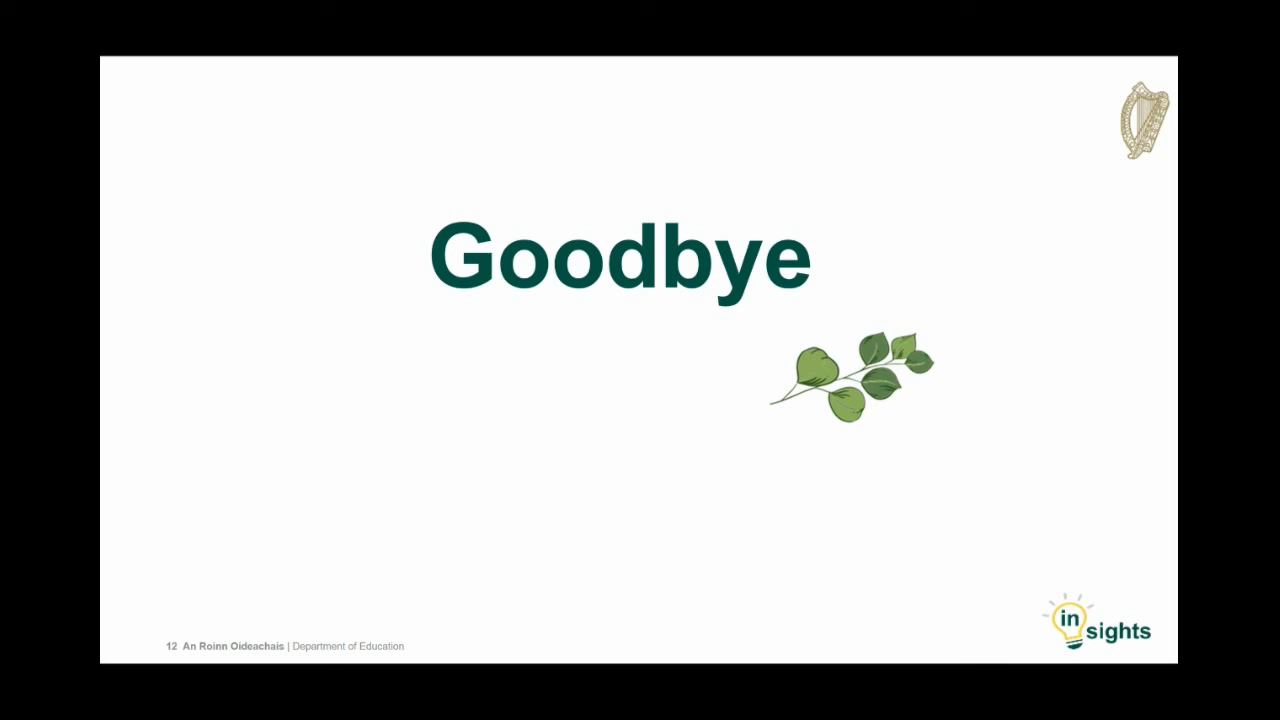 Goodbye
12 An Roinn Oideachais | Department of Education
in
sights